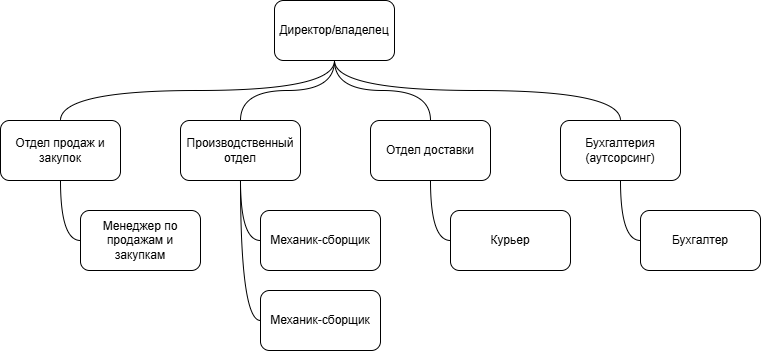 Директор/владелец
Отдел продаж и
закупок
Производственный
отдел
Отдел доставки
Бухгалтерия
(аутсорсинг)
Менеджер по
продажам и
закупкам
Механик-сборщик
Курьер
Бухгалтер
Механик-сборщик